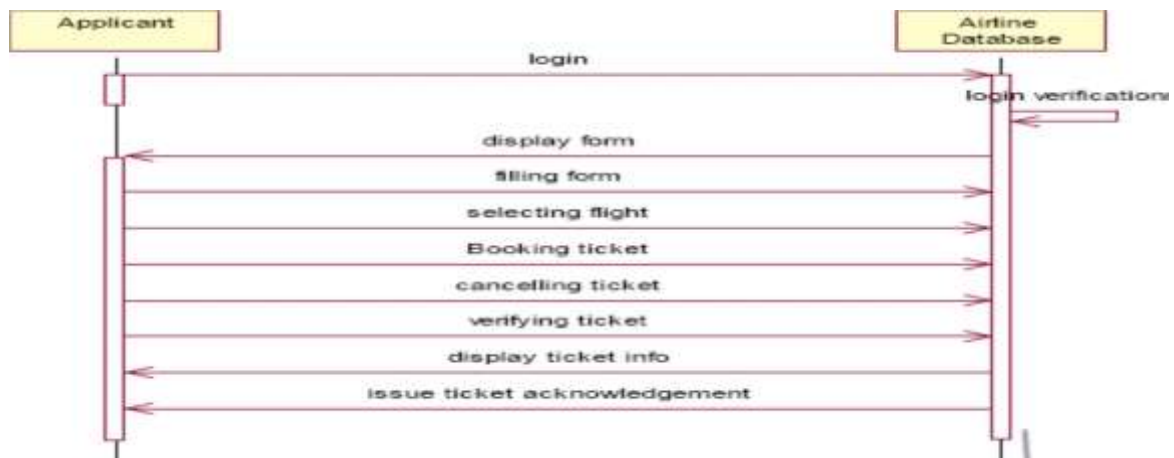 Applicant
Airline
Database
login
login verifications
display form
filling form
selecting flight
Booking ticket
cancelling ticket
verifying ticket
display ticket info
issue ticket acknowledgement